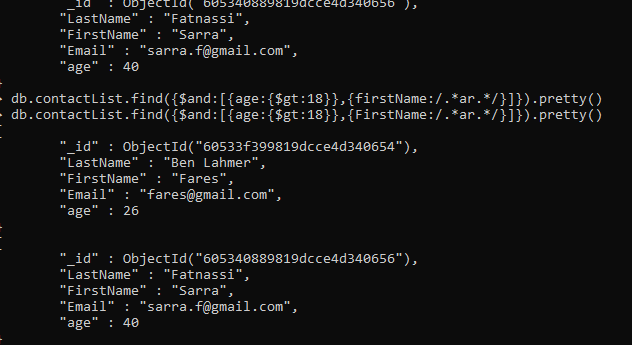 "_id" : ObjectId("605340889819dcce4d340656"),
"LastName" : "Fatnassi",
"FirstName" : "Sarra",
"Email" : "sarra.f@gmail.com",
"age" : 40
db.contactList.find({$and:[{age:{$gt:18}},{firstName:/.*ar.*/}]}).pretty()
db.contactList.find({$and:[{age:{$gt:18}},{FirstName:/.*ar.*/}]}).pretty()
"_id" : ObjectId("60533f399819dcce4d340654"),
"LastName" : "Ben Lahmer",
"FirstName" : "Fares",
"Email" : "fares@gmail.com",
"age" : 26
"_id" : ObjectId("605340889819dcce4d340656"),
"LastName" : "Fatnassi",
"FirstName" : "Sarra",
"Email" : "sarra.f@gmail.com",
"age" : 40